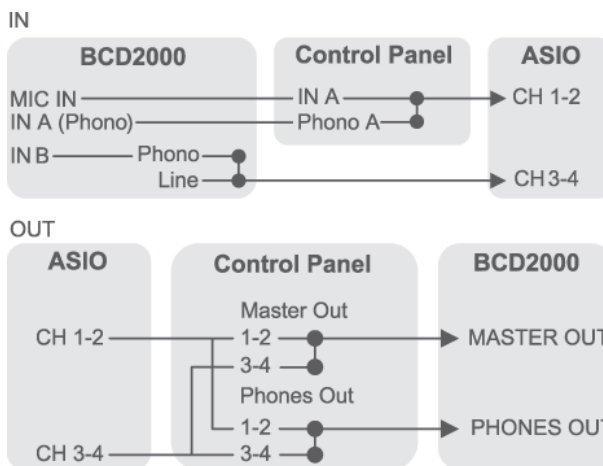 IN
BCD2000 Control Panel ASIO
MIC IN IN A CH 1-2
IN A (Phono) Phono A
IN B Phono
Line CH 3-4
OUT
ASIO Control Panel BCD2000
Master Out
CH 1-2 1-2 MASTER OUT
3-4
Phones Out
1-2 PHONES OUT
CH 3-4 3-4